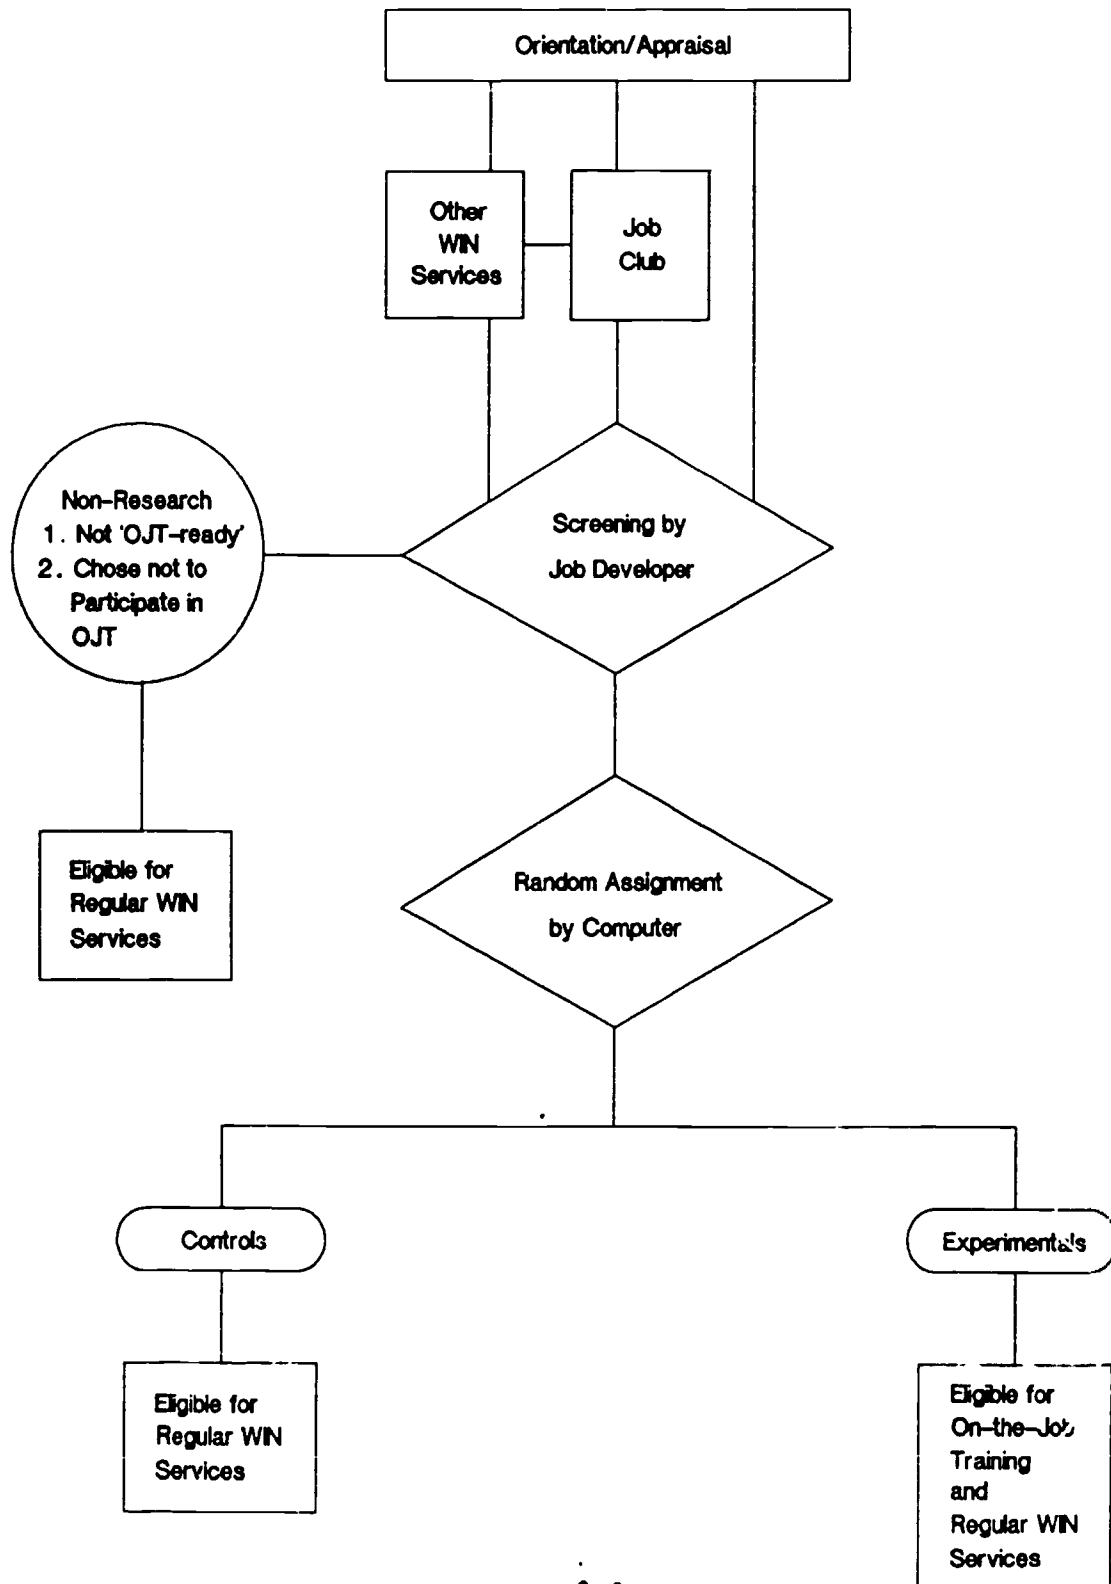 Orientation/Appraisal
Other
WIN
Services
Job
Club
Non-Research
1. Not 'OJT-ready'
2. Chose not to
Participate in
OJT
Screening by
Job Developer
Eligible for
Regular WIN
Services
Random Assignment
by Computer
Controls
Experimentals
Eligible for
Regular WIN
Services
Eligible for
On-the-Job
Training
and
Regular WIN
Services